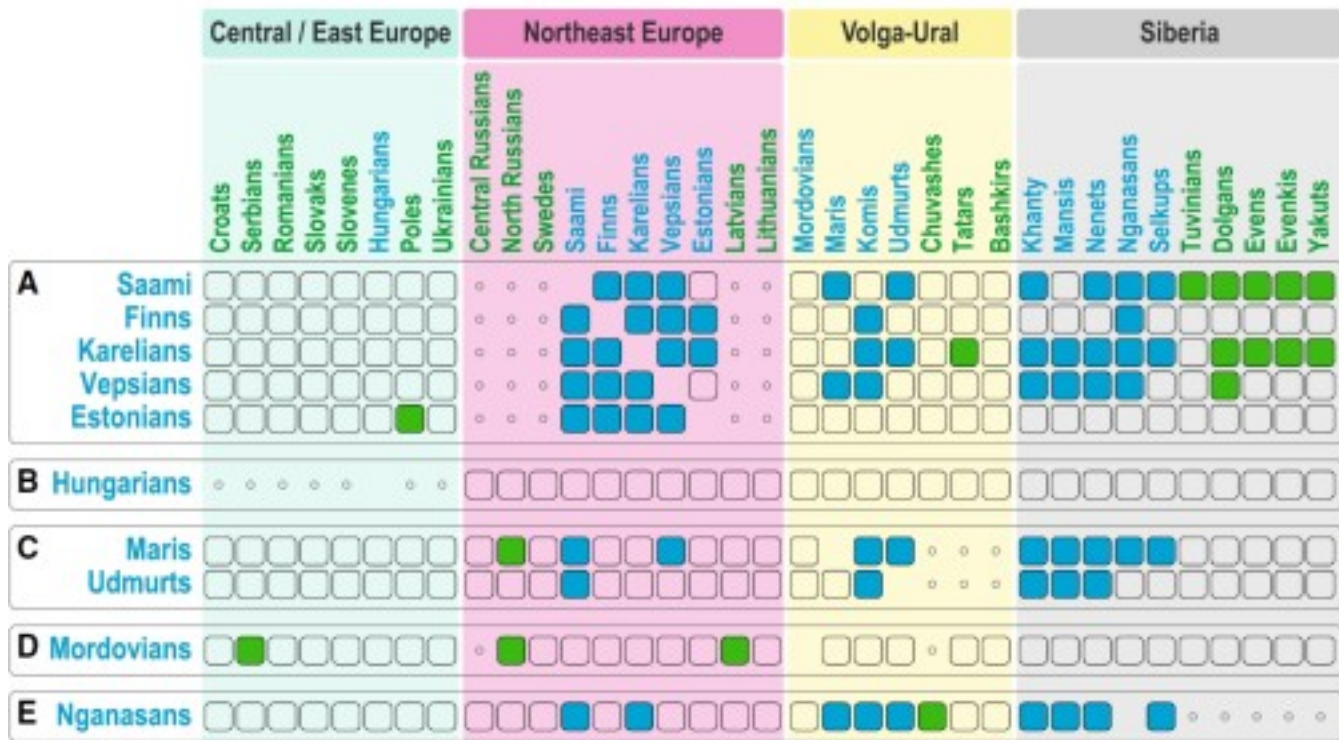 Central / East Europe Northeast Europe Volga-Ural Siberia
Croats Serbians Romanians Slovaks Slovenes Hungarians Poles Ukrainians Central Russians North Russians Swedes Saami Finns Karelians Vepsians Estonians Latvians Lithuanians Mordovians Maris Komis Udmurts Chuvashes Tatars Bashkirs Khanty Mansis Nenets Nganasans Selkups Tuvinians Dolgans Evens Evenkis Yakuts
A Saami
Finns
Karelians
Vepsians
Estonians
B Hungarians
C Maris
Udmurts
D Mordovians
E Nganasans